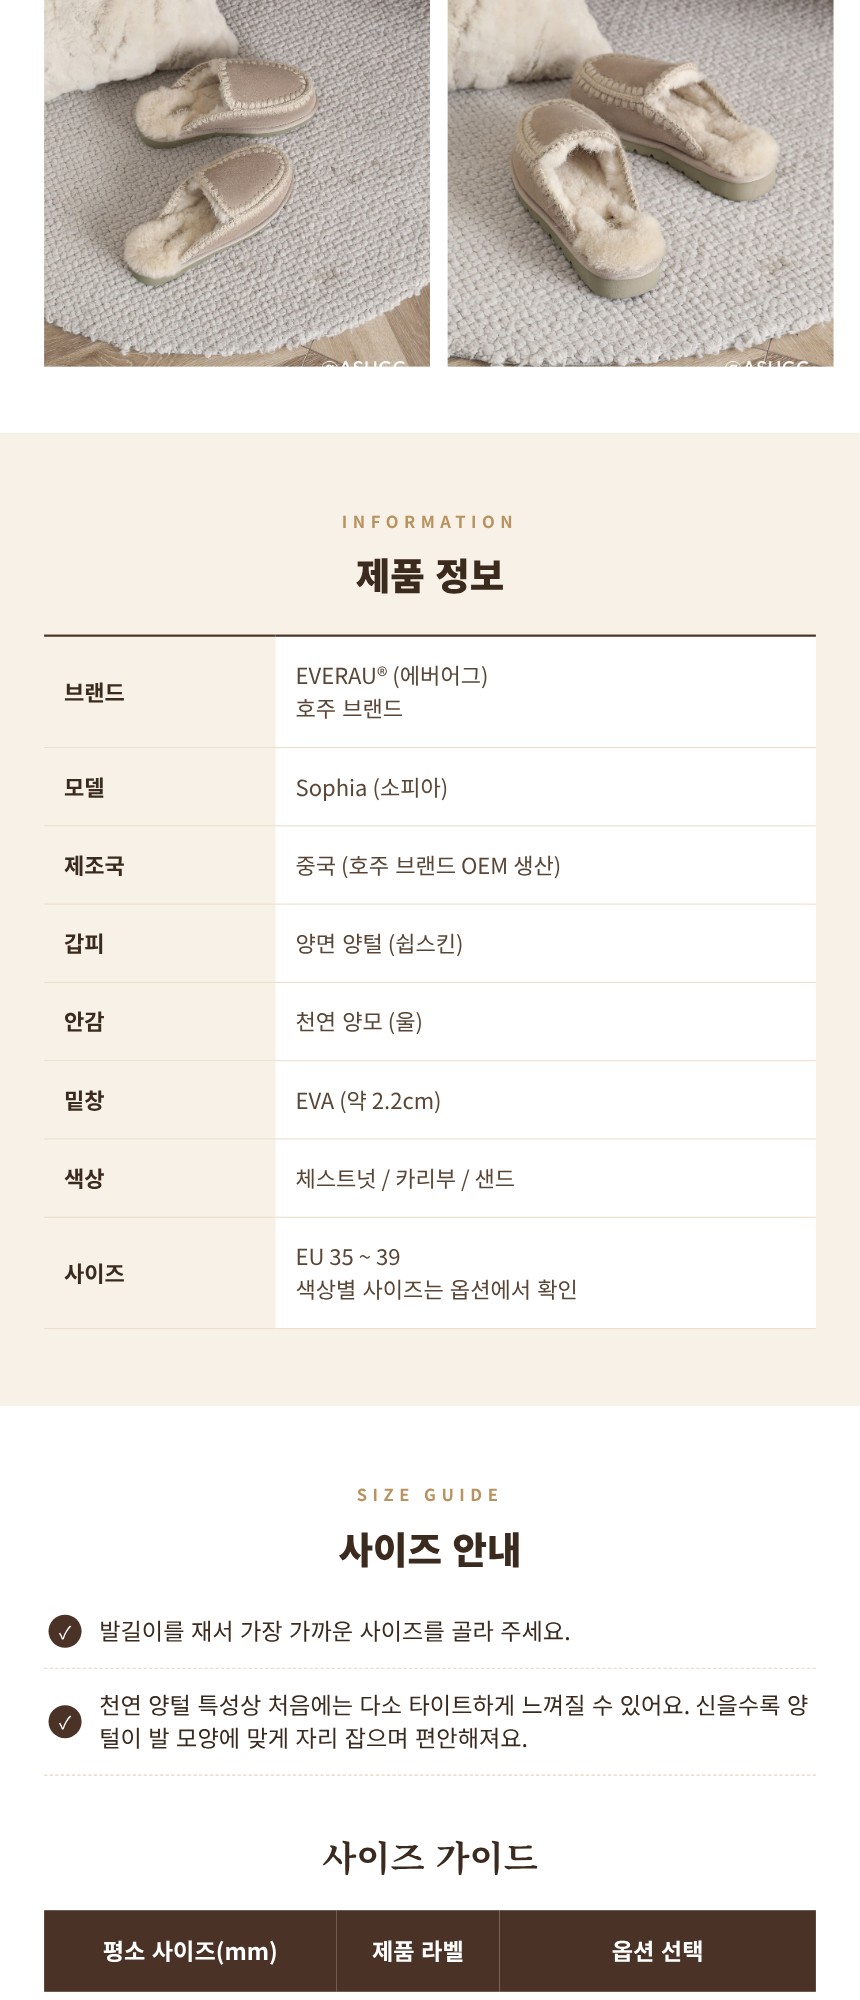 INFORMATION
제품 정보
브랜드
EVERAU® (에버어그)
호주 브랜드
모델
Sophia (소피아)
제조국
중국 (호주 브랜드 OEM 생산)
갑피
양면 양털 (쉽스킨)
안감
천연 양모 (울)
밑창
EVA (약 2.2cm)
색상
체스트넛 / 카리부 / 샌드
사이즈
EU 35 ~ 39
색상별 사이즈는 옵션에서 확인
SIZE GUIDE
사이즈 안내
발길이를 재서 가장 가까운 사이즈를 골라 주세요.
천연 양털 특성상 처음에는 다소 타이트하게 느껴질 수 있어요. 신을수록 양
털이 발 모양에 맞게 자리 잡으며 편안해져요.
사이즈 가이드
평소 사이즈(mm)
제품 라벨
옵션 선택